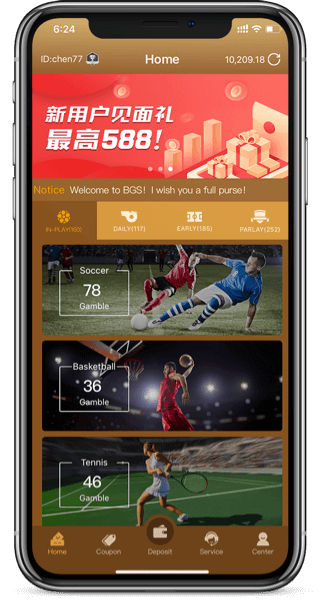 6:24
ID:chen77
Home
10,209.18
新用户见面礼
最高588!
Notice Welcome to BGS! I wish you a full purse!
IN-PLAY(160)
DAILY(117)
EARLY(185)
PARLAY(252)
Soccer
78
Gamble
Basketball
36
Gamble
Tennis
46
Gamble
Home
Coupon
Deposit
Service
Center